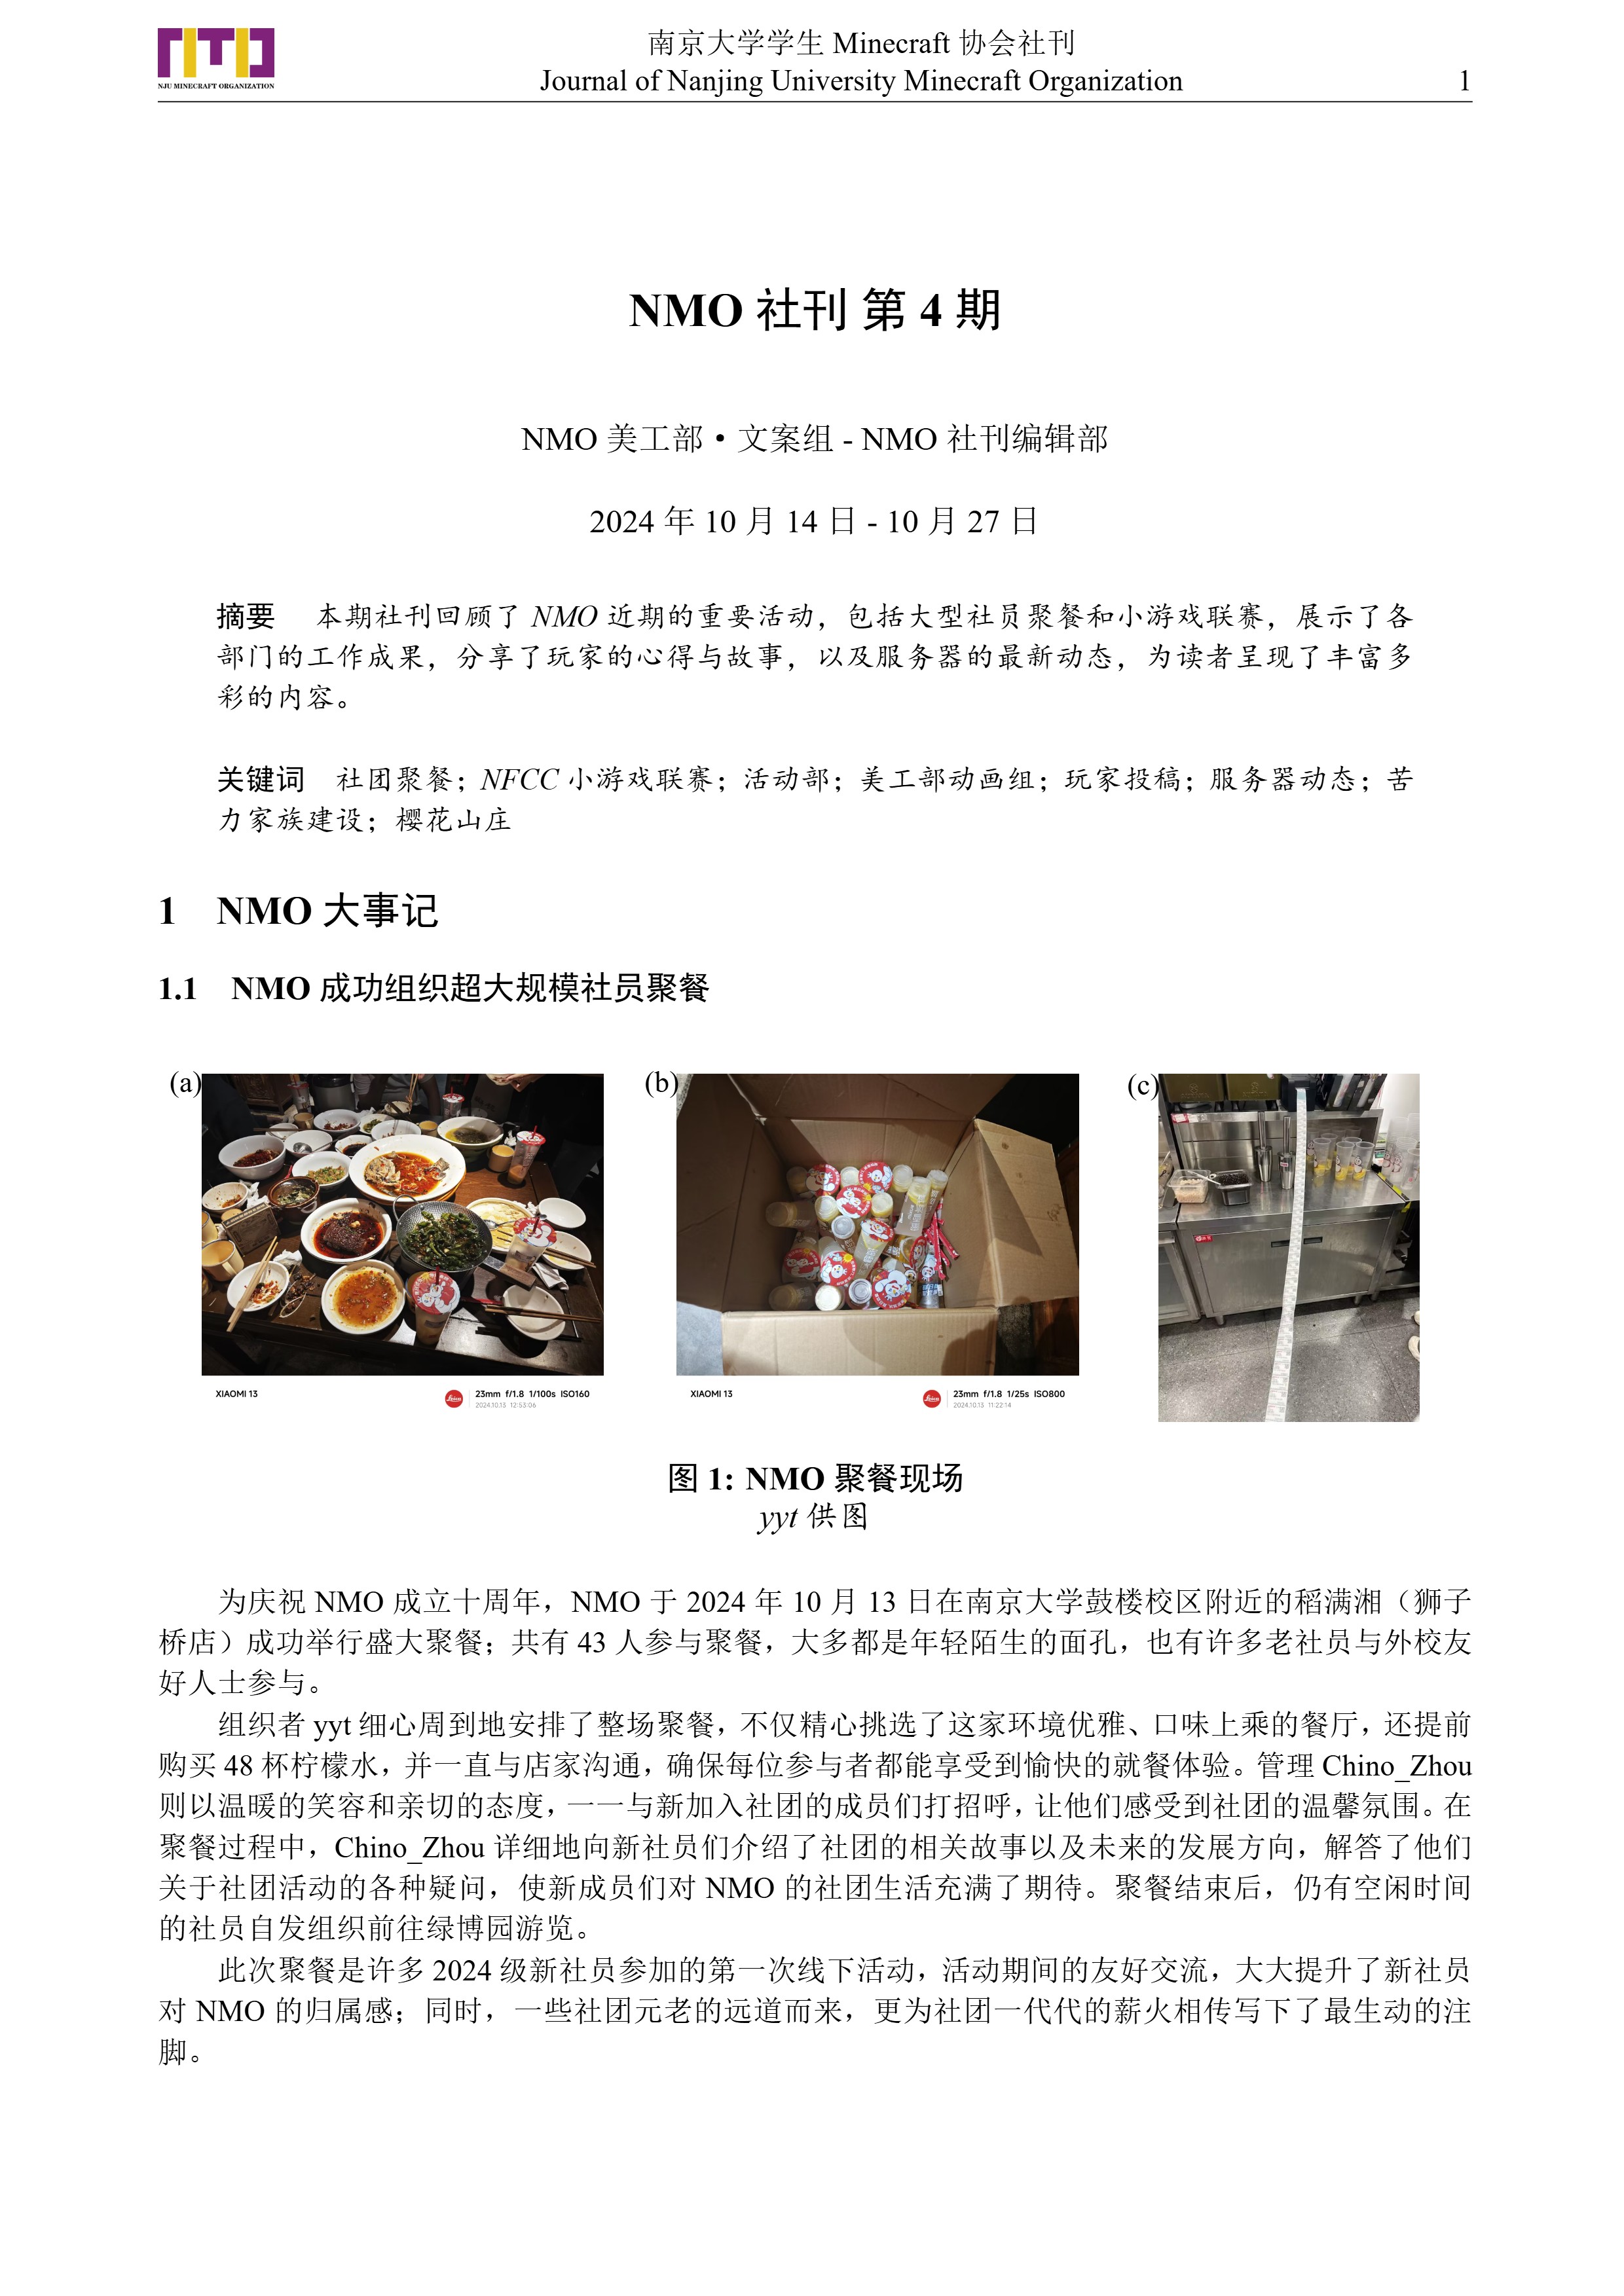 NJU MINECRAFT ORGANIZATION
南京大学学生 Minecraft 协会社刊
Journal of Nanjing University Minecraft Organization
1
NMO 社刊 第 4 期
NMO 美工部・文案组 - NMO 社刊编辑部
2024 年 10 月 14 日 - 10 月 27 日
摘要 本期社刊回顾了 NMO 近期的重要活动，包括大型社员聚餐和小游戏联赛，展示了各
部门的工作成果，分享了玩家的心得与故事，以及服务器的最新动态，为读者呈现了丰富多
彩的内容。
关键词 社团聚餐；NFCC 小游戏联赛；活动部；美工部动画组；玩家投稿；服务器动态；苦
力家族建设；樱花山庄
1 NMO 大事记
1.1 NMO 成功组织超大规模社员聚餐
(a)
(b)
(c)
XIAOMI 13
Leica
23mm f/1.8 1/100s ISO160
2024.10.13 12:53:06
XIAOMI 13
Leica
23mm f/1.8 1/25s ISO800
2024.10.13 11:22:14
图 1: NMO 聚餐现场
yyt 供图
为庆祝 NMO 成立十周年，NMO 于 2024 年 10 月 13 日在南京大学鼓楼校区附近的稻满湘（狮子
桥店）成功举行盛大聚餐；共有 43 人参与聚餐，大多都是年轻陌生的面孔，也有许多老社员与外校友
好人士参与。
组织者 yyt 细心周到地安排了整场聚餐，不仅精心挑选了这家环境优雅、口味上乘的餐厅，还提前
购买 48 杯柠檬水，并一直与店家沟通，确保每位参与者都能享受到愉快的就餐体验。管理 Chino_Zhou
则以温暖的笑容和亲切的态度，一一与新加入社团的成员们打招呼，让他们感受到社团的温馨氛围。在
聚餐过程中，Chino_Zhou 详细地向新社员们介绍了社团的相关故事以及未来的发展方向，解答了他们
关于社团活动的各种疑问，使新成员们对 NMO 的社团生活充满了期待。聚餐结束后，仍有空闲时间
的社员自发组织前往绿博园游览。
此次聚餐是许多 2024 级新社员参加的第一次线下活动，活动期间的友好交流，大大提升了新社员
对 NMO 的归属感；同时，一些社团元老的远道而来，更为社团一代代的薪火相传写下了最生动的注
脚。